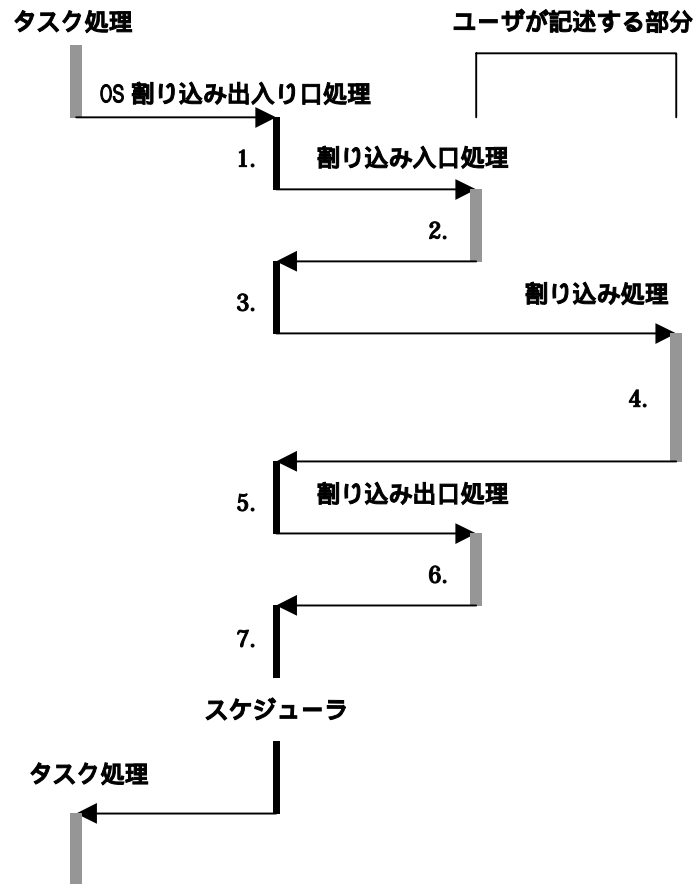 タスク処理
ユーザが記述する部分
OS 割り込み出入り口処理
1.
割り込み入口処理
2.
3.
割り込み処理
4.
5.
割り込み出口処理
6.
7.
スケジューラ
タスク処理